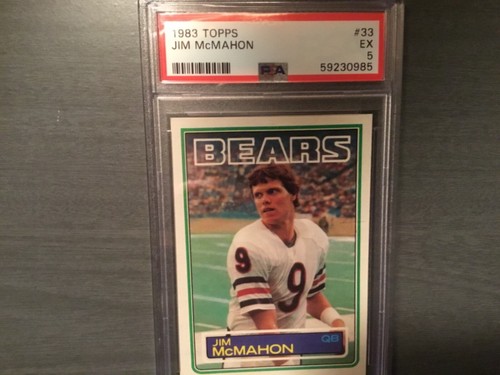 1983 TOPPS #33
JIM McMAHON EX
5
PSA 59230985
BEARS
9
9
JIM QB
McMAHON